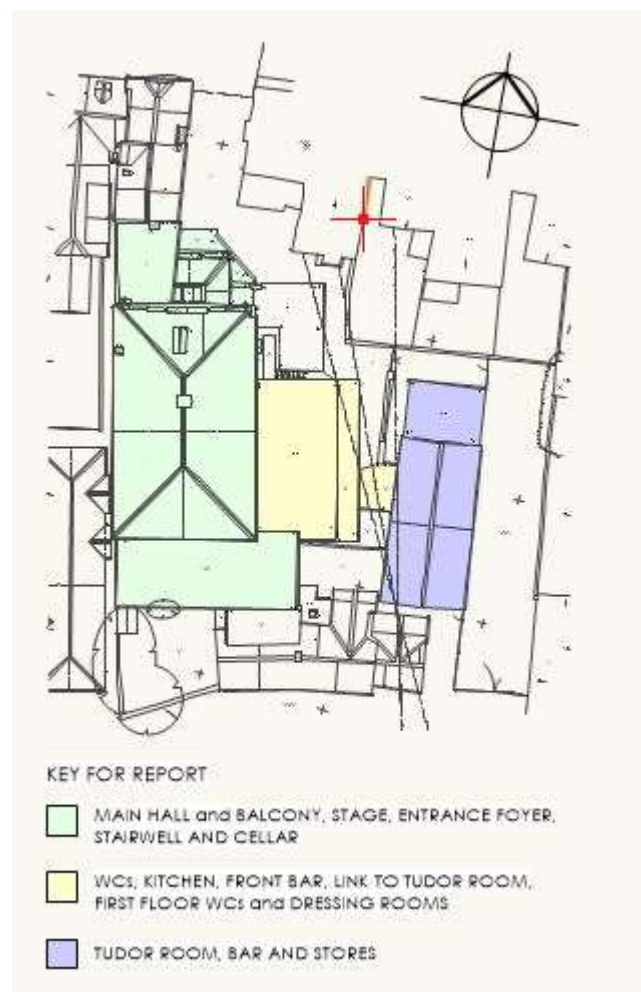 KEY FOR REPORT
MAIN HALL and BALCONY, STAGE, ENTRANCE FOYER,
STAIRWELL AND CELLAR
WCs, KITCHEN, FRONT BAR, LINK TO TUDOR ROOM,
FIRST FLOOR WCs and DRESSING ROOMS
TUDOR ROOM, BAR AND STORES